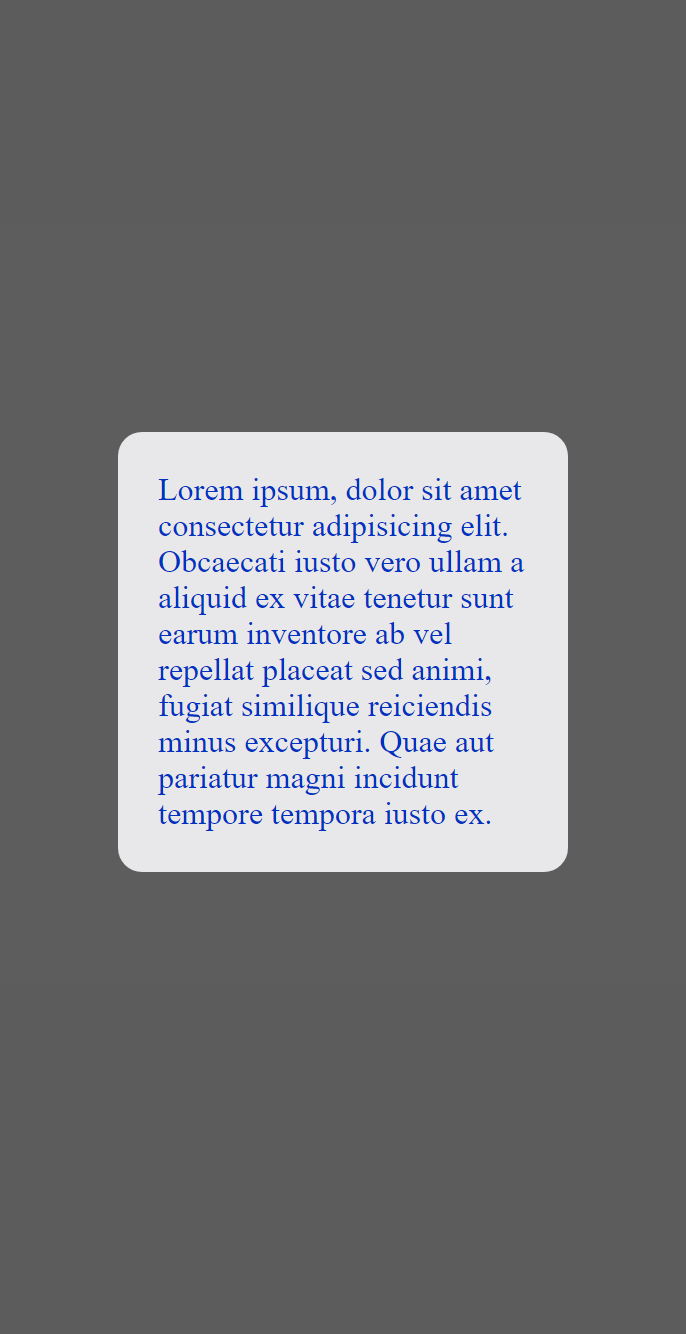 Lorem ipsum, dolor sit amet
consectetur adipisicing elit.
Obcaecati iusto vero ullam a
aliquid ex vitae tenetur sunt
earum inventore ab vel
repellat placeat sed animi,
fugiat similique reiciendis
minus excepturi. Quae aut
pariatur magni incidunt
tempore tempora iusto ex.